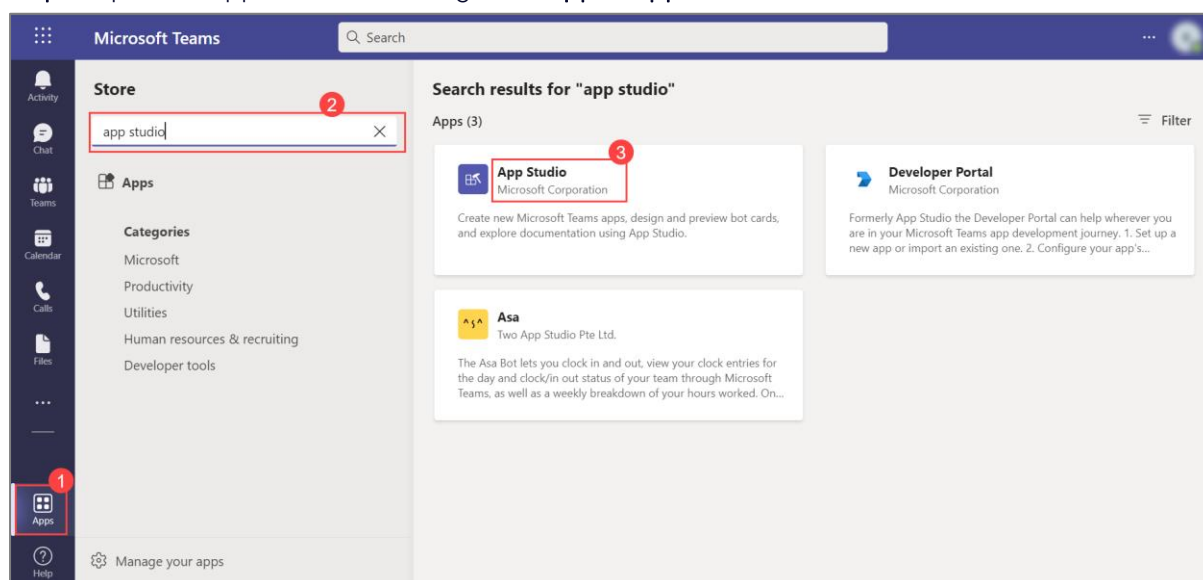 Microsoft Teams
Search
Activity
Chat
Teams
Calendar
Calls
Files
1
Apps
Help
Store
2
app studio
Apps
Categories
Microsoft
Productivity
Utilities
Human resources & recruiting
Developer tools
Manage your apps
Search results for "app studio"
Apps (3)
Filter
3
App Studio
Microsoft Corporation
Create new Microsoft Teams apps, design and preview bot cards,
and explore documentation using App Studio.
Developer Portal
Microsoft Corporation
Formerly App Studio the Developer Portal can help wherever you
are in your Microsoft Teams app development journey. 1. Set up a
new app or import an existing one. 2. Configure your app's...
Asa
Two App Studio Pte Ltd.
The Asa Bot lets you clock in and out, view your clock entries for
the day and clock/in out status of your team through Microsoft
Teams, as well as a weekly breakdown of your hours worked. On...